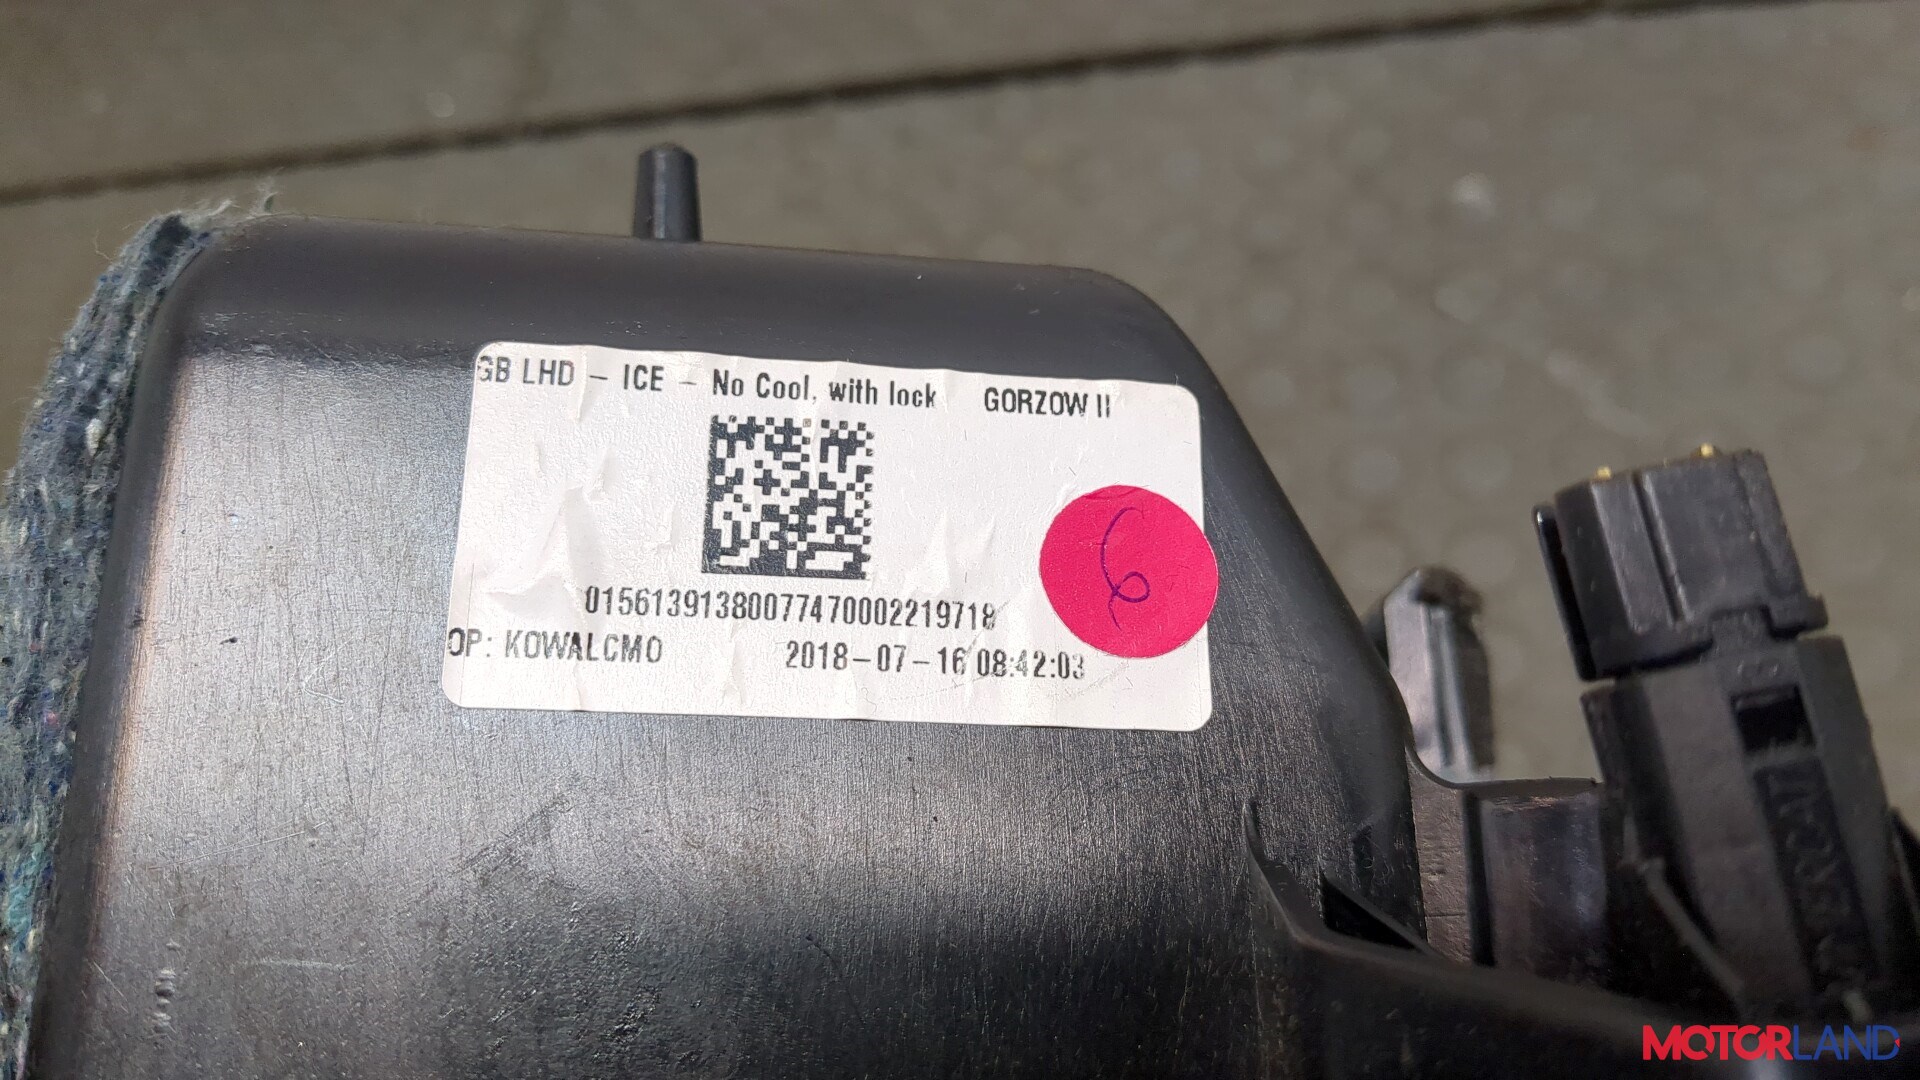 GB LHD - ICE - No Cool, with lock GORZOW II
01561391380077470002219718
OP: KOWALCMO 2018-07-16 08:42:03
6
MOTORLAND